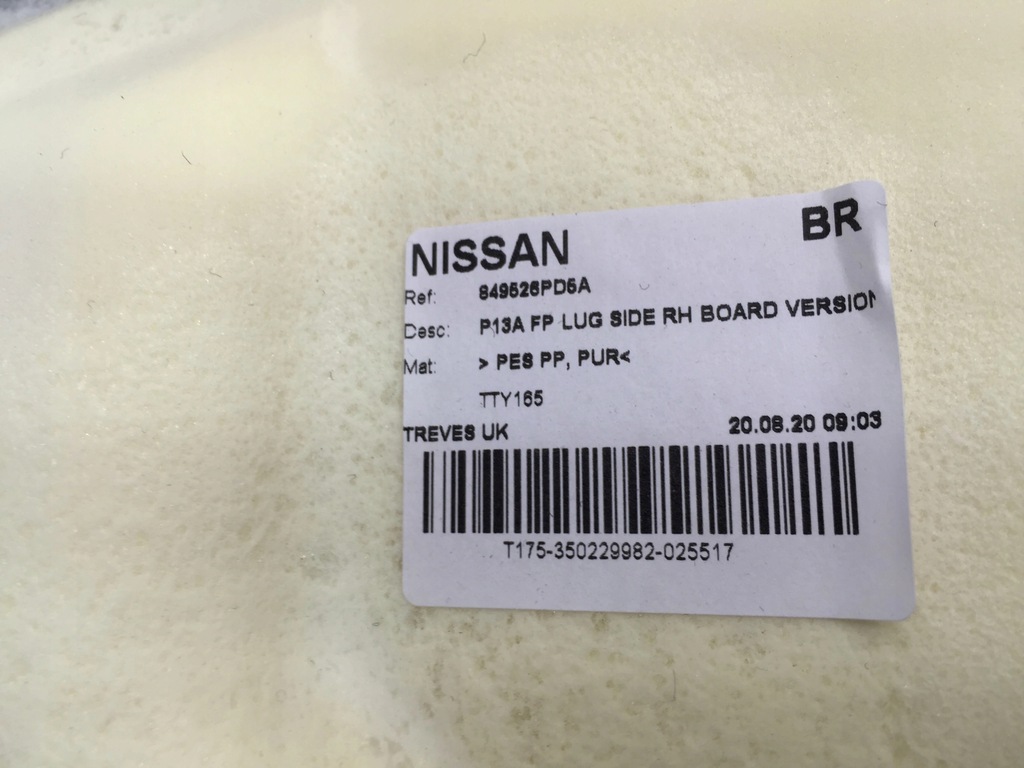 NISSAN BR
Ref: 849526PD5A
Desc: P13A FP LUG SIDE RH BOARD VERSION
Mat: > PES PP, PUR<
TTY165
TREVES UK 20.08.20 09:03
T175-350229982-025517